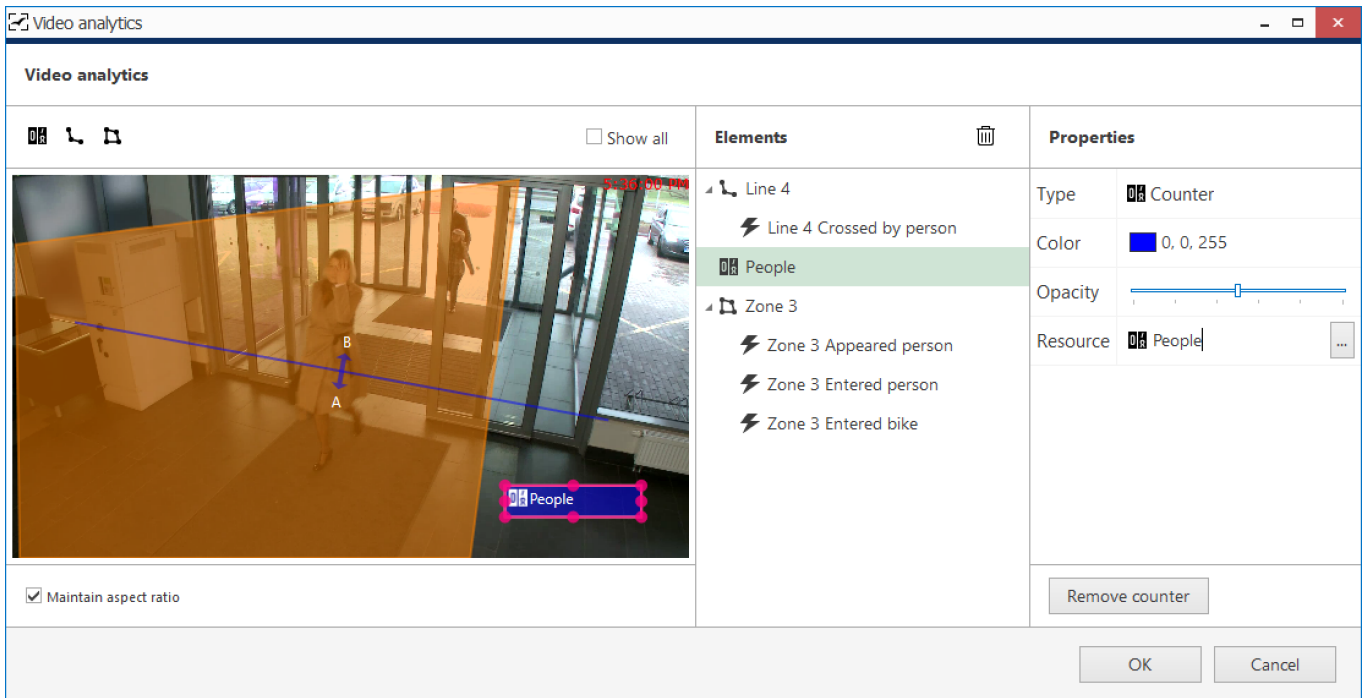 Video analytics
Video analytics
Show all
Elements
Properties
5:36:00 PM
B
A
People
Line 4
Line 4 Crossed by person
People
Zone 3
Zone 3 Appeared person
Zone 3 Entered person
Zone 3 Entered bike
Type
Counter
Color
0, 0, 255
Opacity
Resource
People
...
Maintain aspect ratio
Remove counter
OK
Cancel